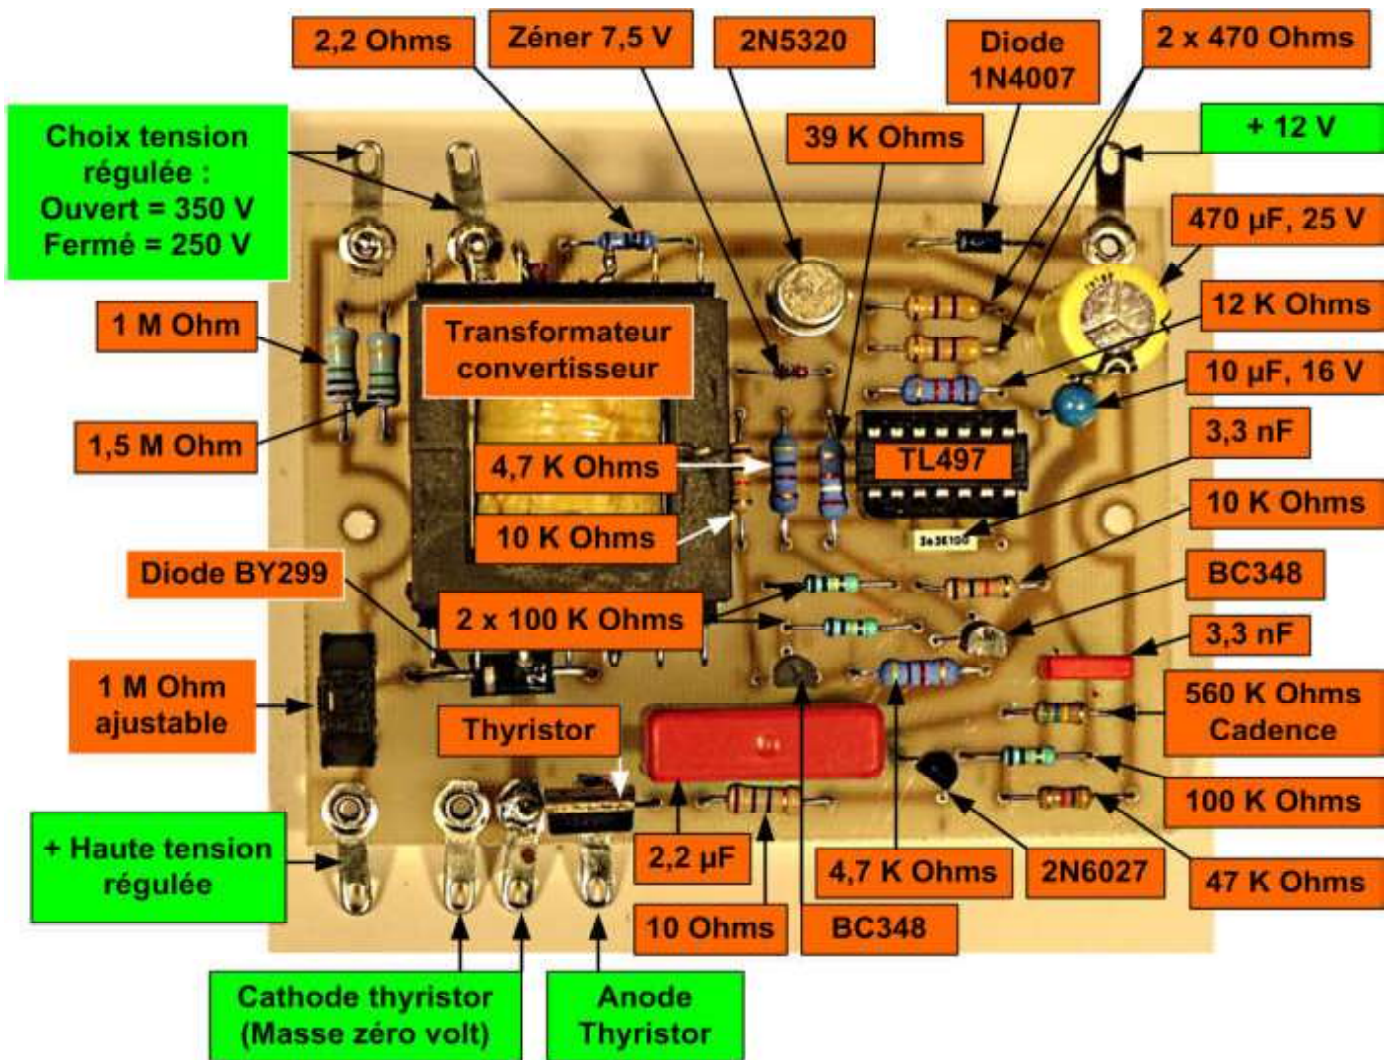 2,2 Ohms
Zéner 7,5 V
2N5320
Diode
1N4007
2 x 470 Ohms
Choix tension
régulée :
Ouvert = 350 V
Fermé = 250 V
39 K Ohms
+ 12 V
470 µF, 25 V
1 M Ohm
Transformateur
convertisseur
12 K Ohms
10 µF, 16 V
1,5 M Ohm
4,7 K Ohms
TL497
3,3 nF
10 K Ohms
10 K Ohms
Diode BY299
BC348
2 x 100 K Ohms
3,3 nF
1 M Ohm
ajustable
Thyristor
560 K Ohms
Cadence
100 K Ohms
+ Haute tension
régulée
2,2 µF
4,7 K Ohms
2N6027
47 K Ohms
10 Ohms
BC348
Cathode thyristor
(Masse zéro volt)
Anode
Thyristor